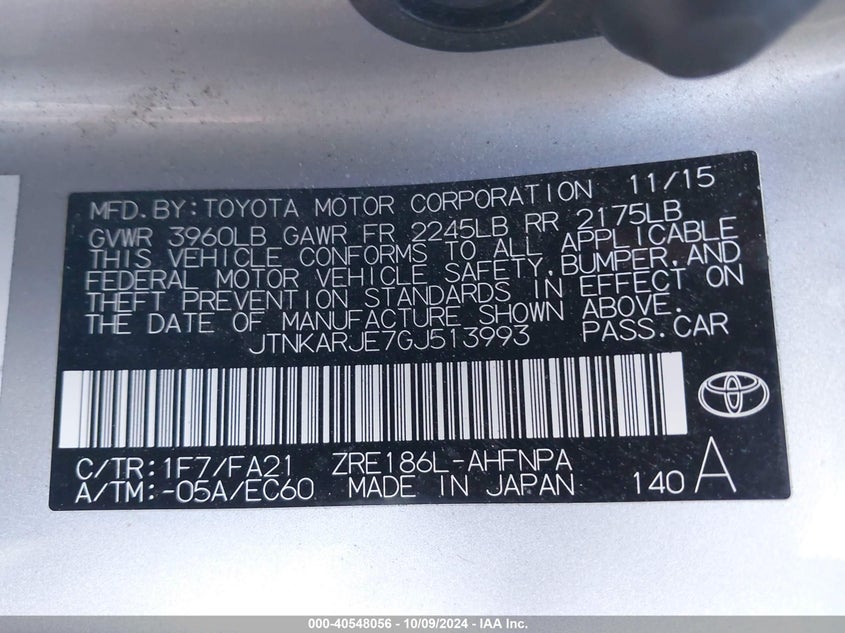 MFD.BY:TOYOTA MOTOR CORPORATION 11/15
GVWR 3960LB GAWR FR 2245LB RR 2175LB
THIS VEHICLE CONFORMS TO ALL APPLICABLE
FEDERAL MOTOR VEHICLE SAFETY,BUMPER,AND
THEFT PREVENTION STANDARDS IN EFFECT ON
THE DATE OF MANUFACTURE SHOWN ABOVE.
JTNKARJE7GJ513993 PASS.CAR
C/TR:1F7/FA21 ZRE186L-AHFNPA
A/TM:-05A/EC60 MADE IN JAPAN 140 A
000-40548056 - 10/09/2024 - IAA Inc.